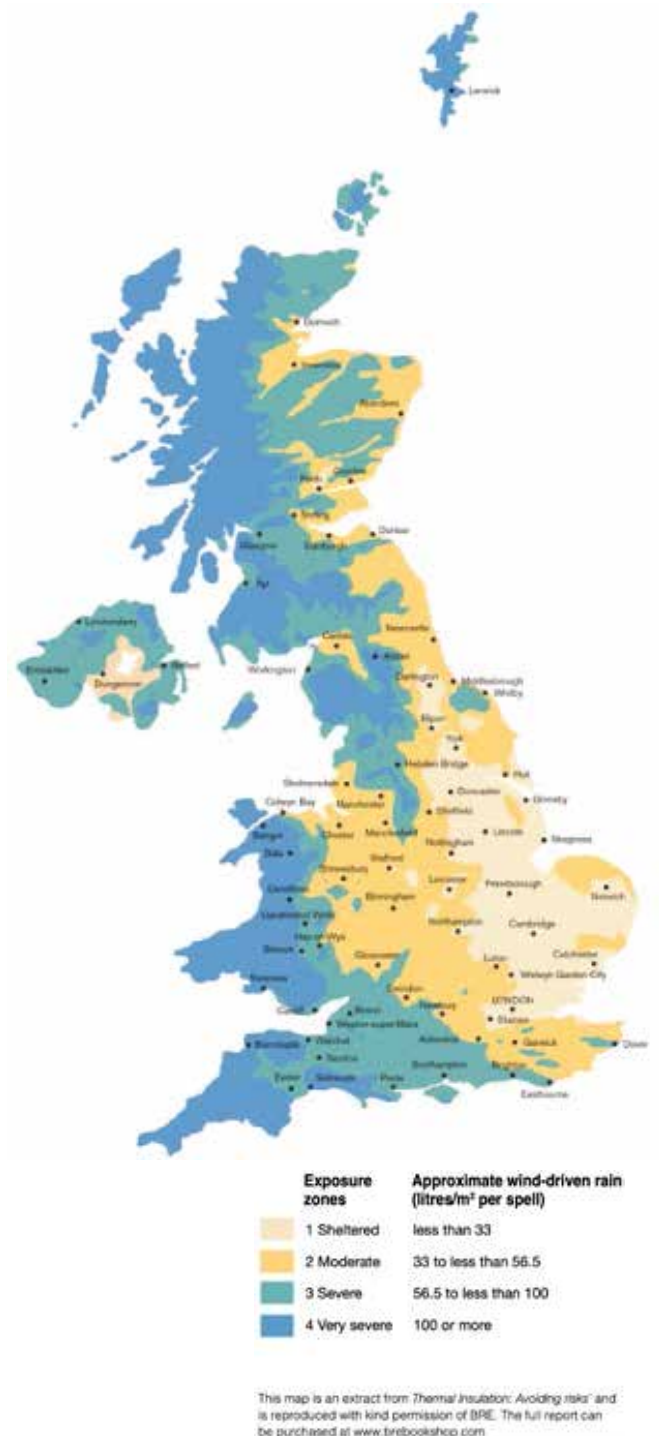 Lerwick
Dornoch
Inverness
Aberdeen
Dundee
Perth
Stirling
Dunbar
Glasgow
Edinburgh
Ayr
Londonderry
Newcastle
Carlisle
Belfast
Enniskillen
Workington
Dungannon
Darlington
Middlesbrough
Whitby
Ripon
York
Hebden Bridge
Hull
Doncaster
Grimsby
Colwyn Bay
Manchester
Sheffield
Bangor
Chester
Macclesfield
Lincoln
Skegness
Bala
Nottingham
Stafford
Shrewsbury
Leicester
Peterborough
Norwich
Birmingham
Llandrindod Wells
Northampton
Cambridge
Hay-on-Wye
Brecon
Gloucester
Luton
Colchester
Welwyn Garden City
Swansea
Swindon
LONDON
Cardiff
Bristol
Newbury
Staines
Weston-super-Mare
Barnstaple
Watchet
Taunton
Gatwick
Dover
Southampton
Brighton
Exeter
Sidmouth
Poole
Eastbourne
Exposure zones
Approximate wind-driven rain (litres/m² per spell)
1 Sheltered less than 33
2 Moderate 33 to less than 56.5
3 Severe 56.5 to less than 100
4 Very severe 100 or more
This map is an extract from Thermal Insulation: Avoiding risks' and
is reproduced with kind permission of BRE. The full report can
be purchased at www.brebookshop.com